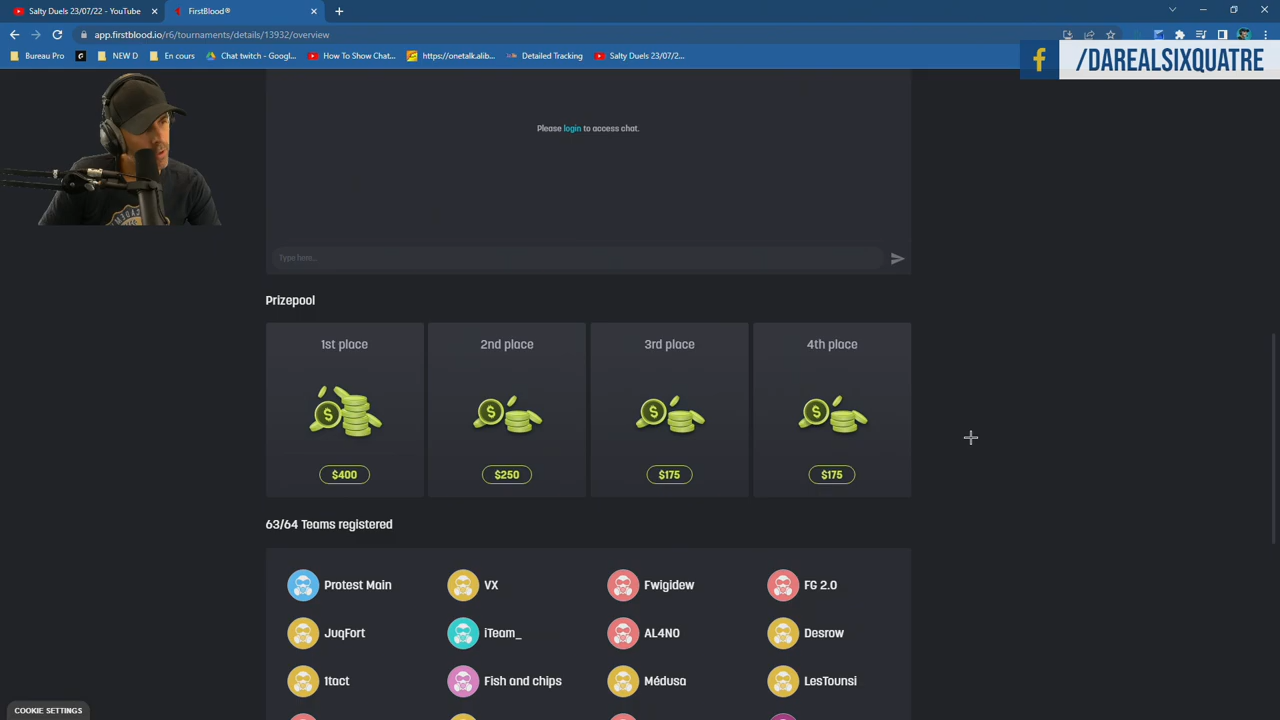 Salty Duels 23/07/22 - YouTube
FirstBlood®
app.firstblood.io/r6/tournaments/details/13932/overview
Bureau Pro
NEW D
En cours
Chat twitch - Googl...
How To Show Chat...
https://onetalk.alib...
Detailed Tracking
Salty Duels 23/07/2...
/DAREALSIXQUATRE
Please login to access chat.
Type here...
Prizepool
1st place
2nd place
3rd place
4th place
$400
$250
$175
$175
63/64 Teams registered
Protest Main
VX
Fwigidew
FG 2.0
JuqFort
iTeam_
AL4N0
Desrow
1tact
Fish and chips
Médusa
LesTounsi
COOKIE SETTINGS